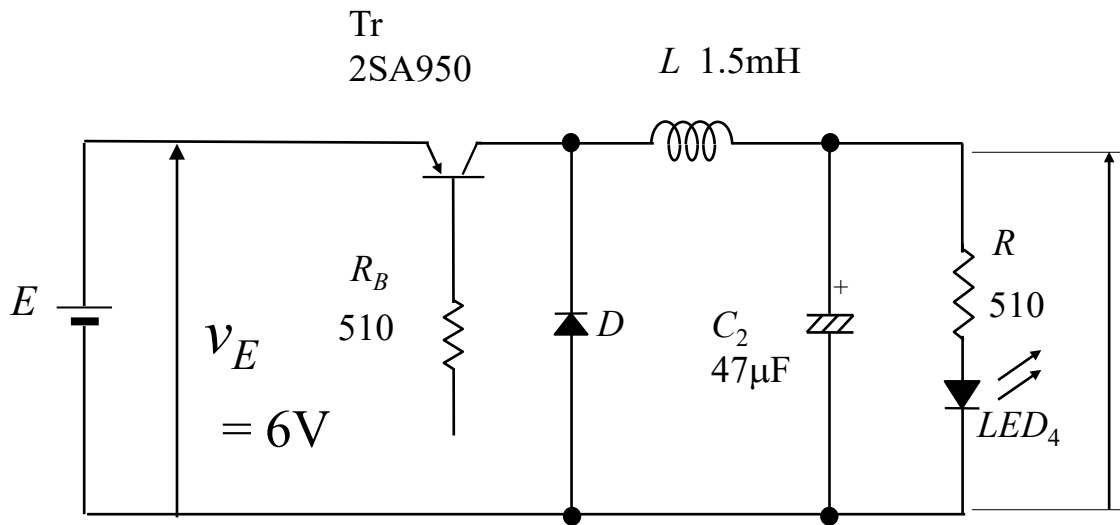 Tr
2SA950
L 1.5mH
E
v_E
= 6V
R_B
510
D
C_2
47μF
+
R
510
LED_4